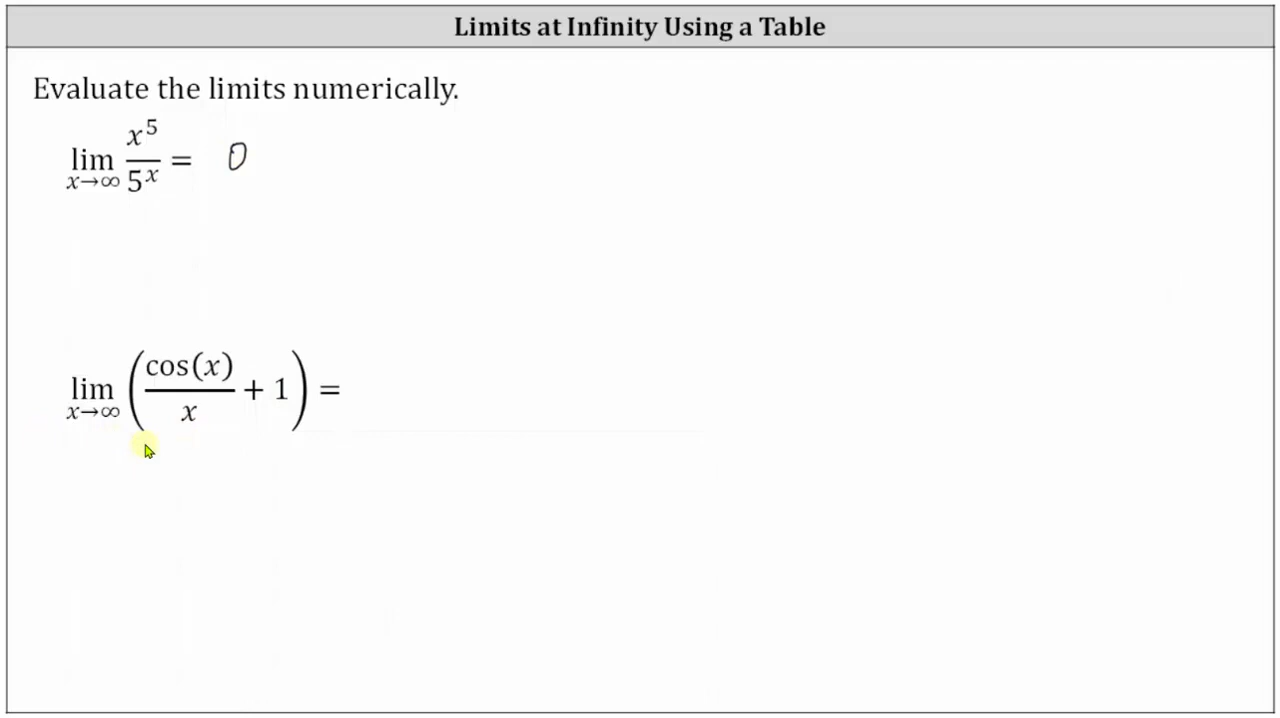 Limits at Infinity Using a Table
Evaluate the limits numerically.
lim x→∞ x^5/5^x = 0
lim x→∞ (cos(x)/x + 1) =